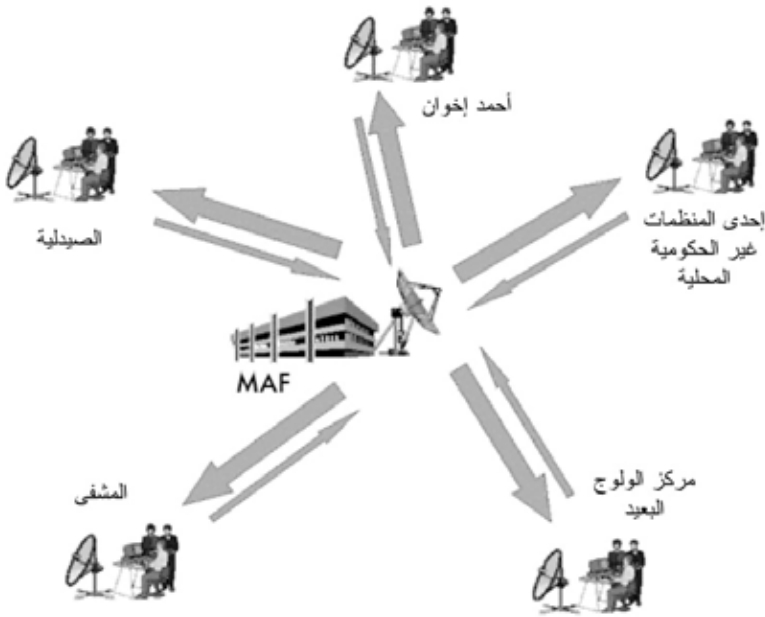 أحمد إخوان
إحدى المنظمات
غير الحكومية
المحلية
الصيدلية
MAF
المشفى
مركز الولوج
البعيد